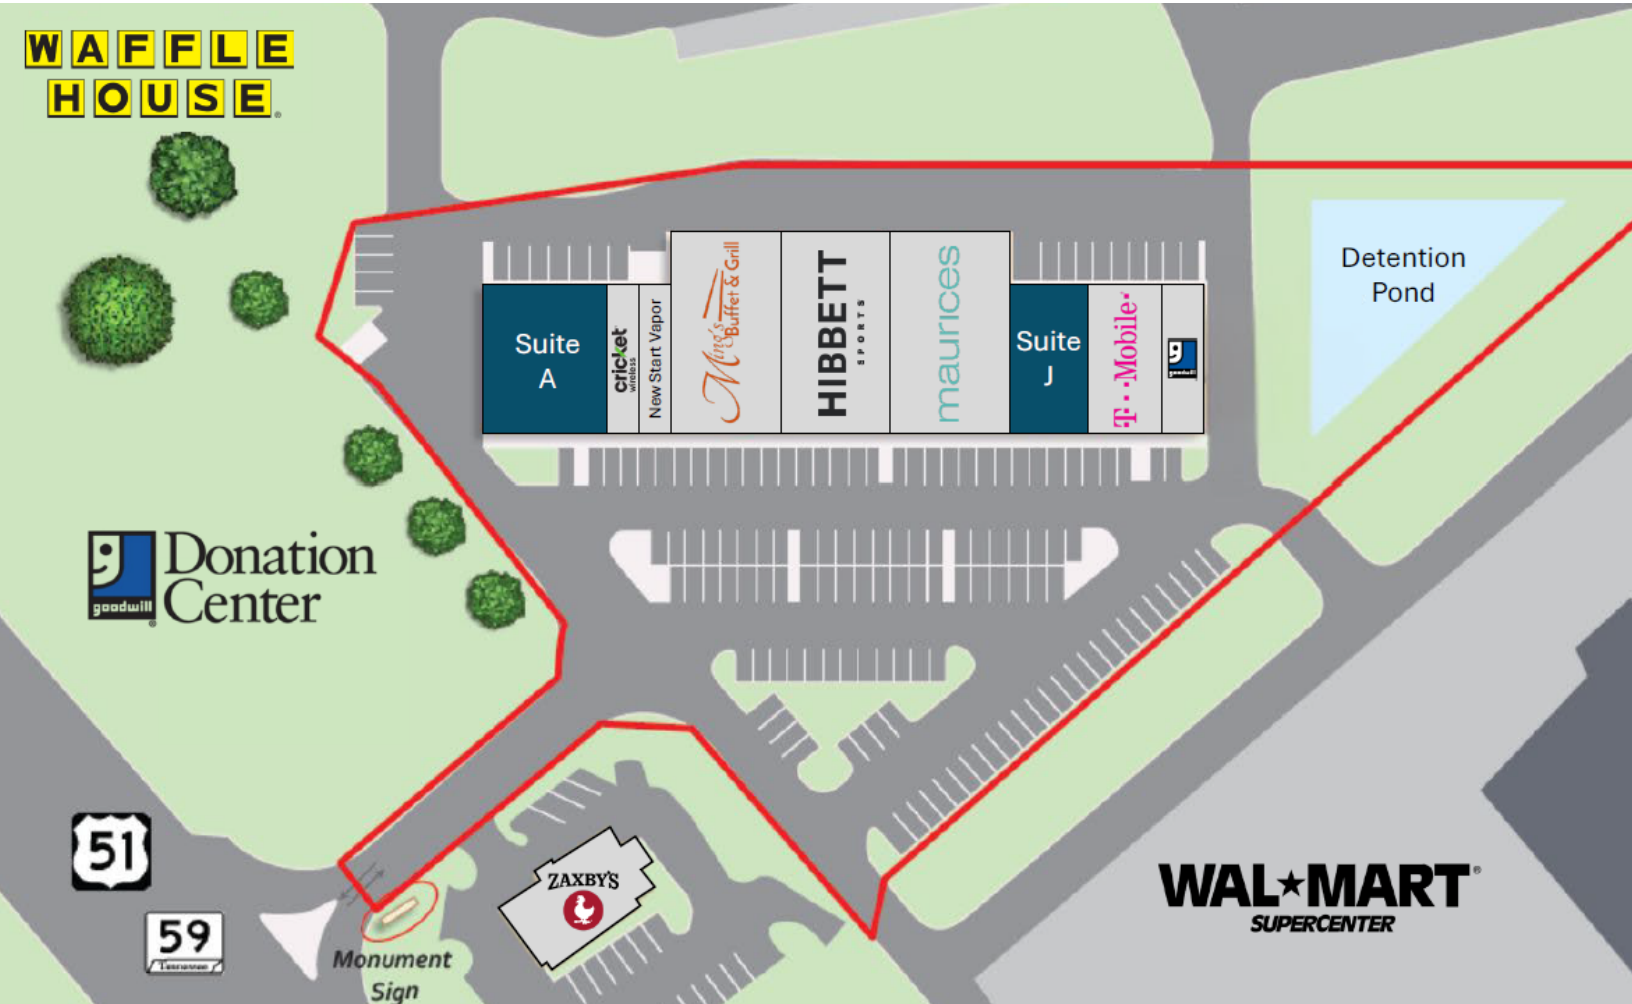 WAFFLE
HOUSE
Detention
Pond
Suite
A
cricket
wireless
New Start Vapor
Ming's
Buffet & Grill
HIBBETT
SPORTS
maurices
Suite
J
T··Mobile·
goodwill
Donation
Center
goodwill
51
59
Tennessee
Monument
Sign
ZAXBY'S
WAL★MART
SUPERCENTER